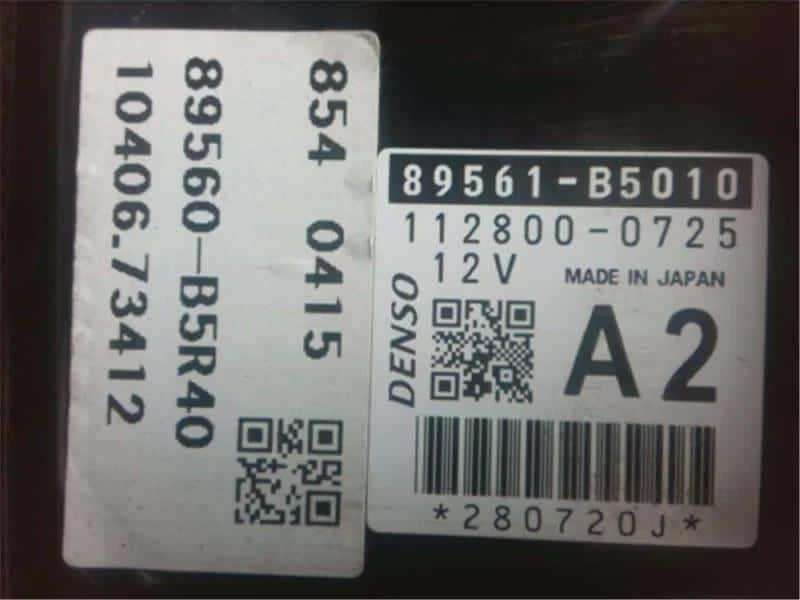 854 0415
89560-B5R40
10406.73412
89561-B5010
112800-0725
12V MADE IN JAPAN
DENSO
A2
*280720J*